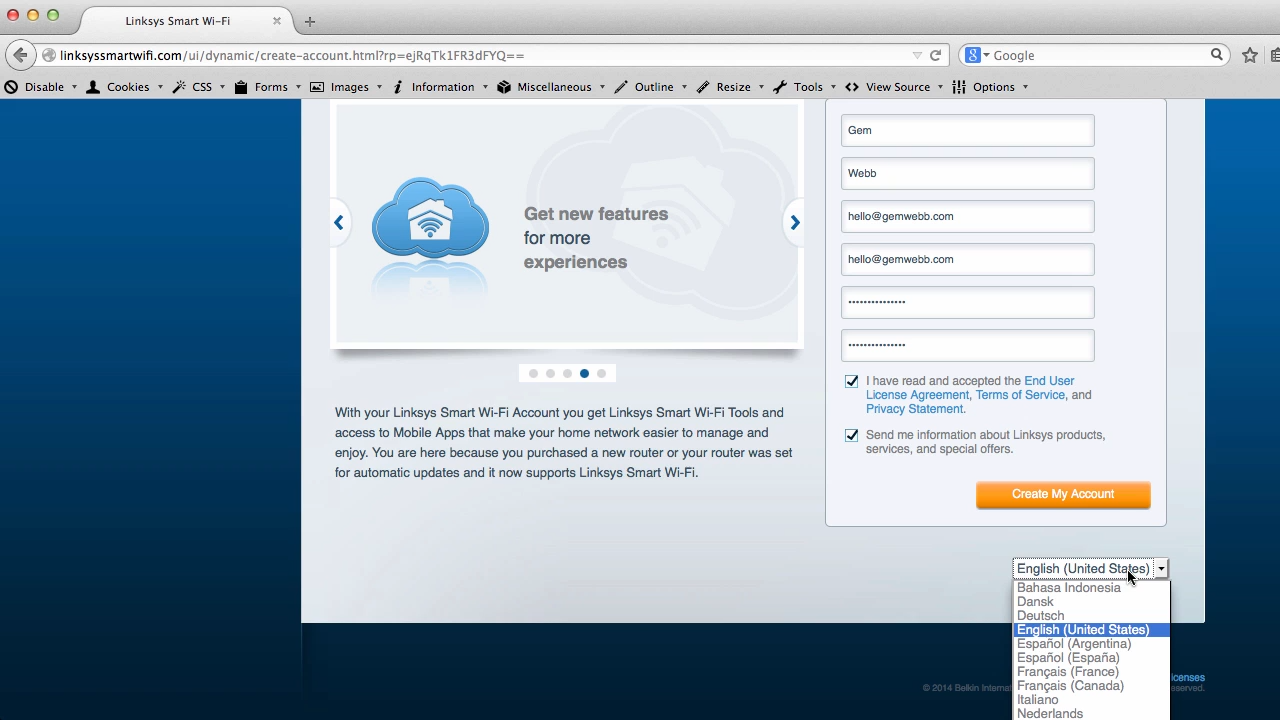 Linksys Smart Wi-Fi
linksyssmartwifi.com/ui/dynamic/create-account.html?rp=ejRqTk1FR3dFYQ==
Google
Disable Cookies CSS Forms Images Information Miscellaneous Outline Resize Tools View Source Options
Get new features
for more
experiences
With your Linksys Smart Wi-Fi Account you get Linksys Smart Wi-Fi Tools and
access to Mobile Apps that make your home network easier to manage and
enjoy. You are here because you purchased a new router or your router was set
for automatic updates and it now supports Linksys Smart Wi-Fi.
Gem
Webb
hello@gemwebb.com
hello@gemwebb.com
I have read and accepted the End User
License Agreement, Terms of Service, and
Privacy Statement.
Send me information about Linksys products,
services, and special offers.
Create My Account
English (United States)
Bahasa Indonesia
Dansk
Deutsch
English (United States)
Español (Argentina)
Español (España)
Français (France)
Français (Canada)
Italiano
Nederlands
© 2014 Belkin